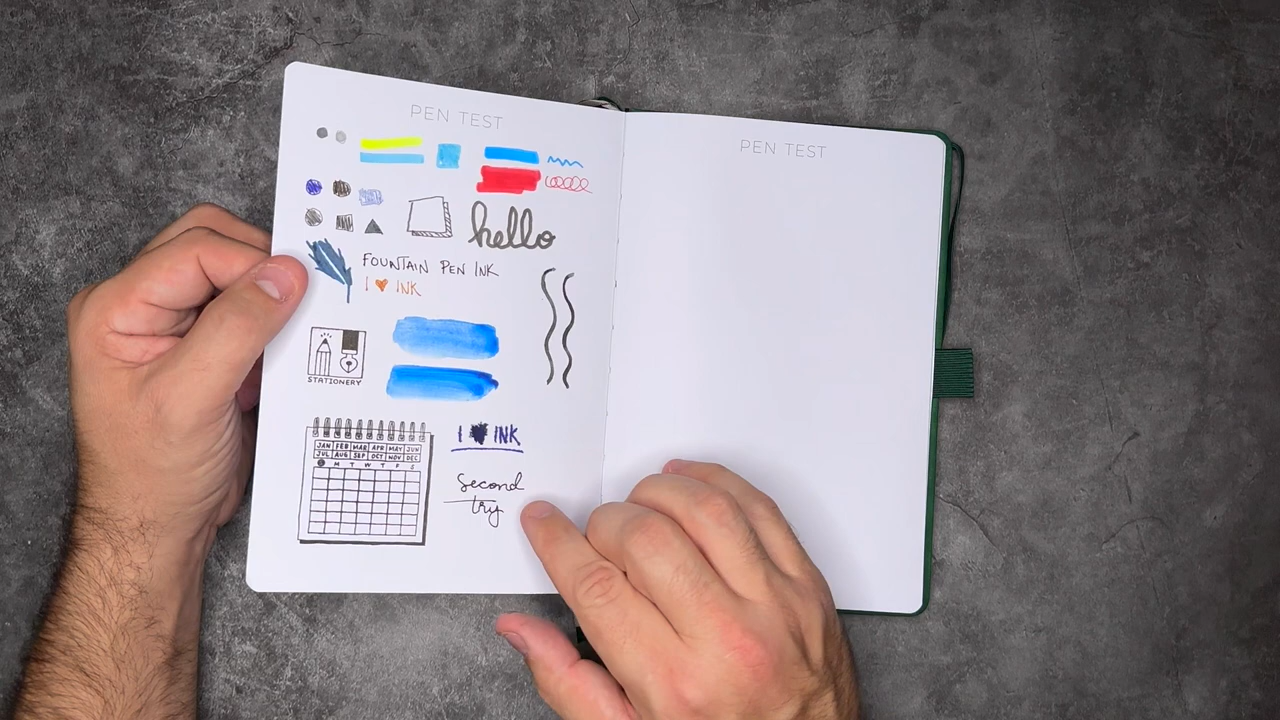 PEN TEST
hello
FOUNTAIN PEN INK
I INK
STATIONERY
I INK
JAN FEB MAR APR MAY JUN
JUL AUG SEP OCT NOV DEC
S M T W T F S
second
try
PEN TEST